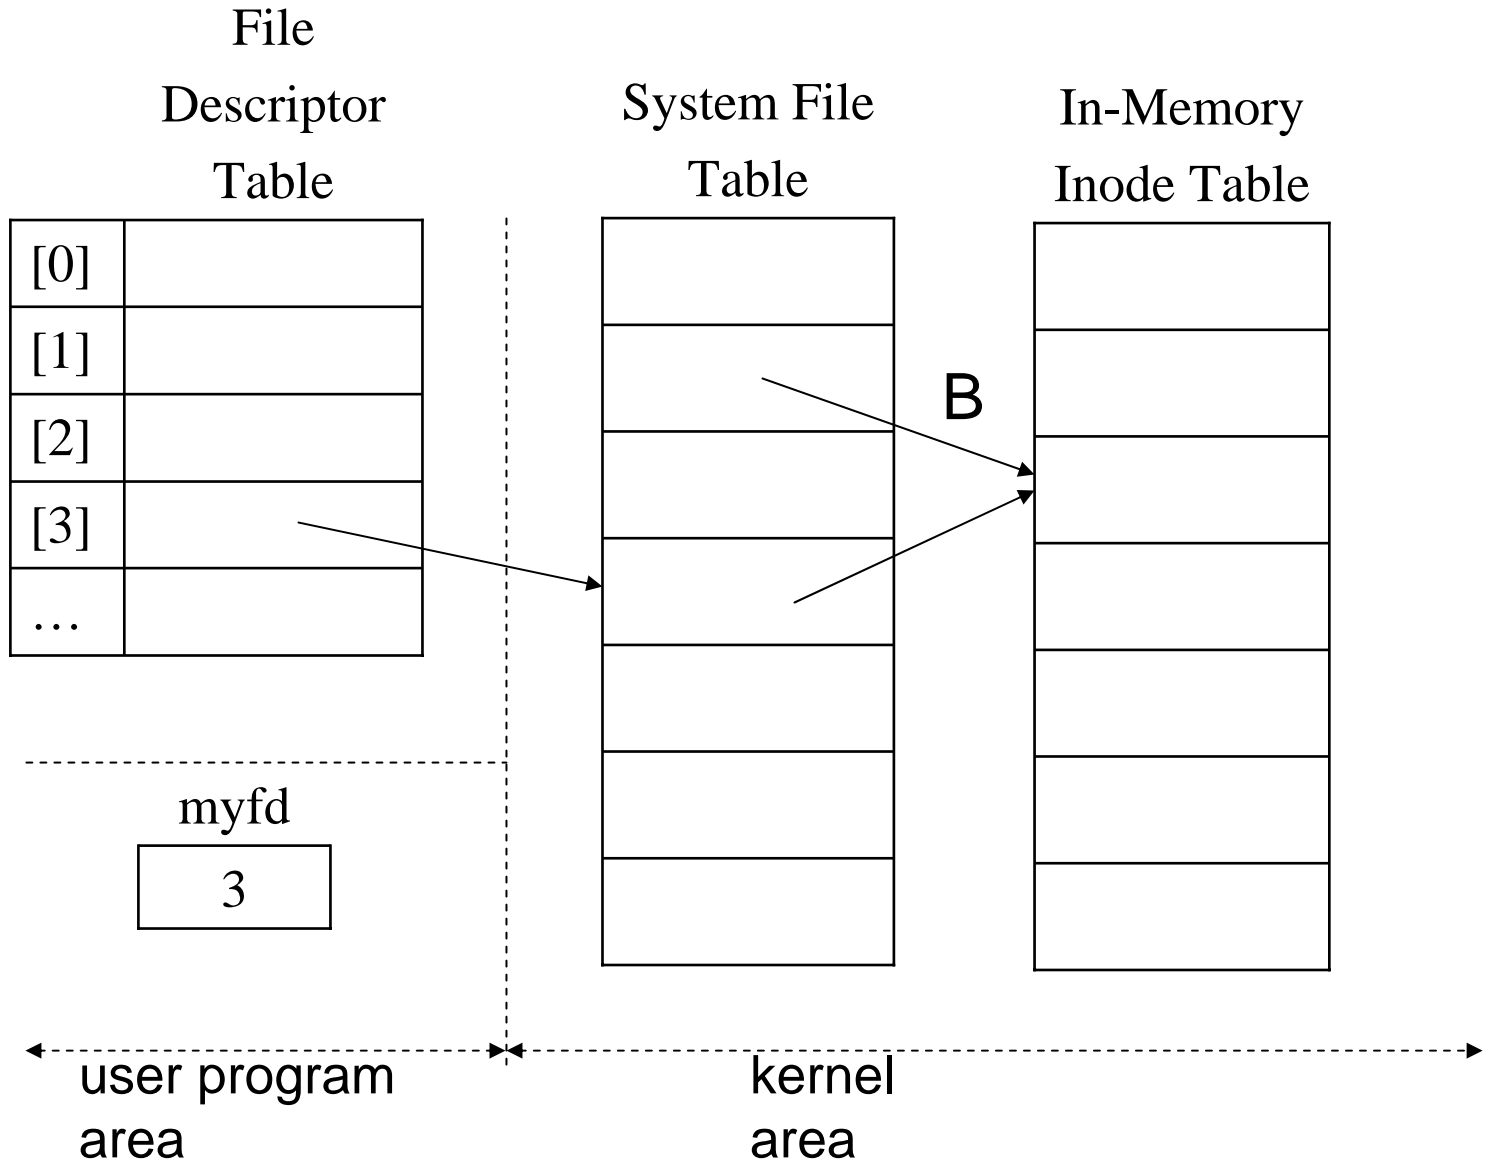 File
Descriptor
Table
System File
Table
In-Memory
Inode Table
[0]
[1]
[2]
[3]
…
B
myfd
3
user program
area
kernel
area